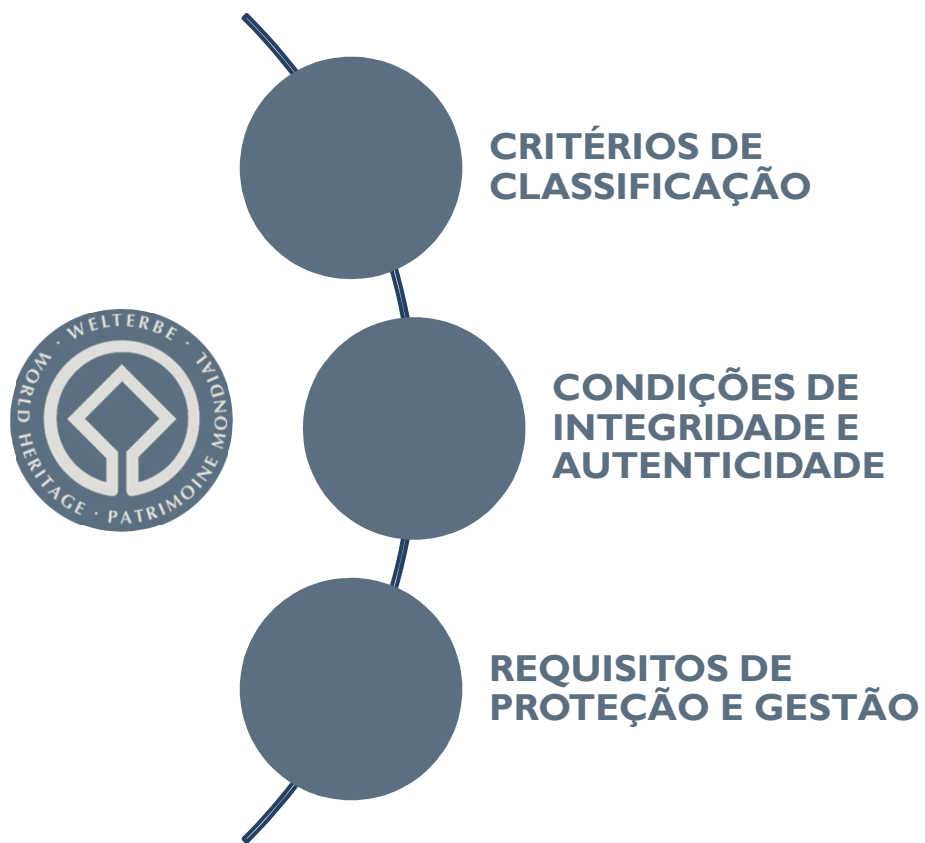 CRITÉRIOS DE
CLASSIFICAÇÃO
· WELTERBE ·
WORLD HERITAGE · PATRIMOINE MONDIAL
CONDIÇÕES DE
INTEGRIDADE E
AUTENTICIDADE
REQUISITOS DE
PROTEÇÃO E GESTÃO